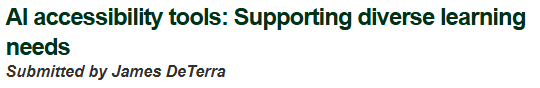 AI accessibility tools: Supporting diverse learning
needs
Submitted by James DeTerra